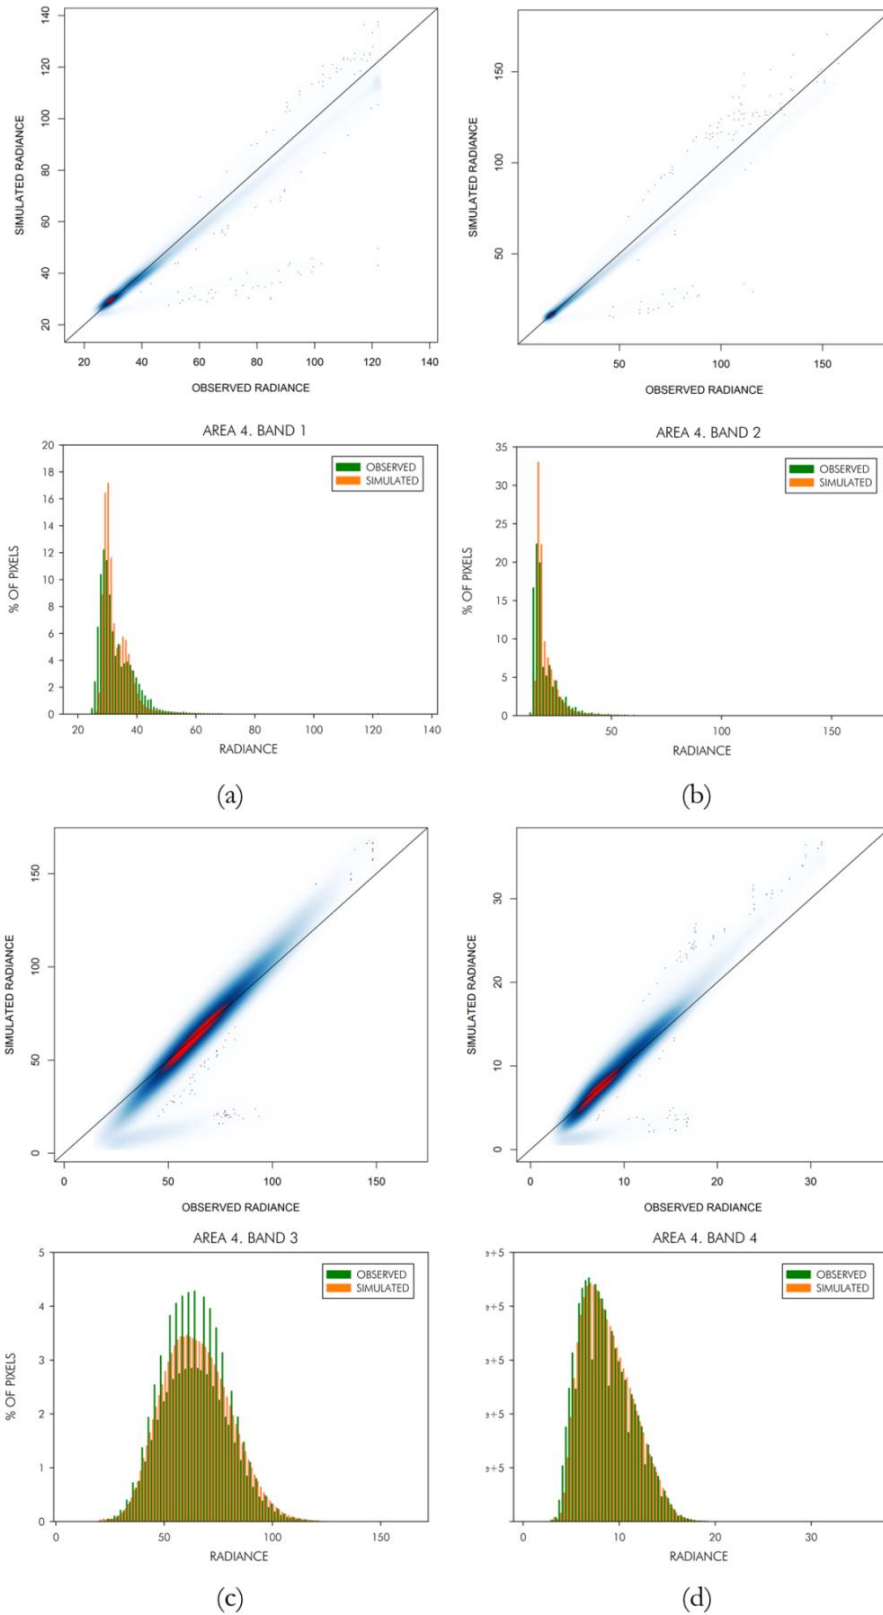 SIMULATED RADIANCE
140
120
100
80
60
40
20
20 40 60 80 100 120 140
OBSERVED RADIANCE
SIMULATED RADIANCE
150
100
50
50 100 150
OBSERVED RADIANCE
AREA 4. BAND 1
OBSERVED
SIMULATED
% OF PIXELS
20
18
16
14
12
10
8
6
4
2
0
20 40 60 80 100 120 140
RADIANCE
(a)
AREA 4. BAND 2
OBSERVED
SIMULATED
% OF PIXELS
35
30
25
20
15
10
5
0
50 100 150
RADIANCE
(b)
SIMULATED RADIANCE
150
100
50
0
0 50 100 150
OBSERVED RADIANCE
SIMULATED RADIANCE
30
20
10
0
0 10 20 30
OBSERVED RADIANCE
AREA 4. BAND 3
OBSERVED
SIMULATED
% OF PIXELS
5
4
3
2
1
0
0 50 100 150
RADIANCE
(c)
AREA 4. BAND 4
OBSERVED
SIMULATED
e+5
e+5
e+5
e+5
e+5
0
0 10 20 30
RADIANCE
(d)